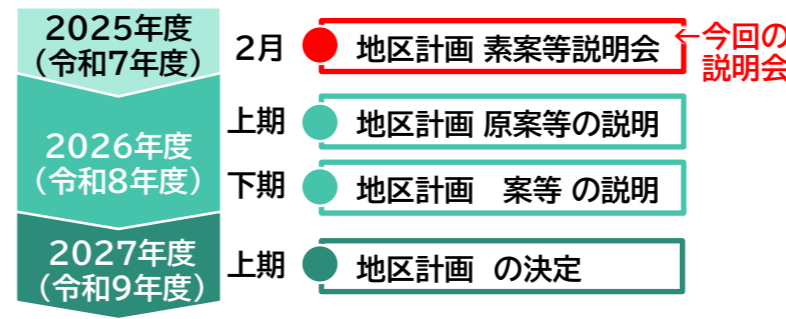 2025年度
(令和7年度)
2月
地区計画 素案等説明会
←今回の
説明会
2026年度
(令和8年度)
上期
地区計画 原案等の説明
下期
地区計画　案等 の説明
2027年度
(令和9年度)
上期
地区計画 の決定